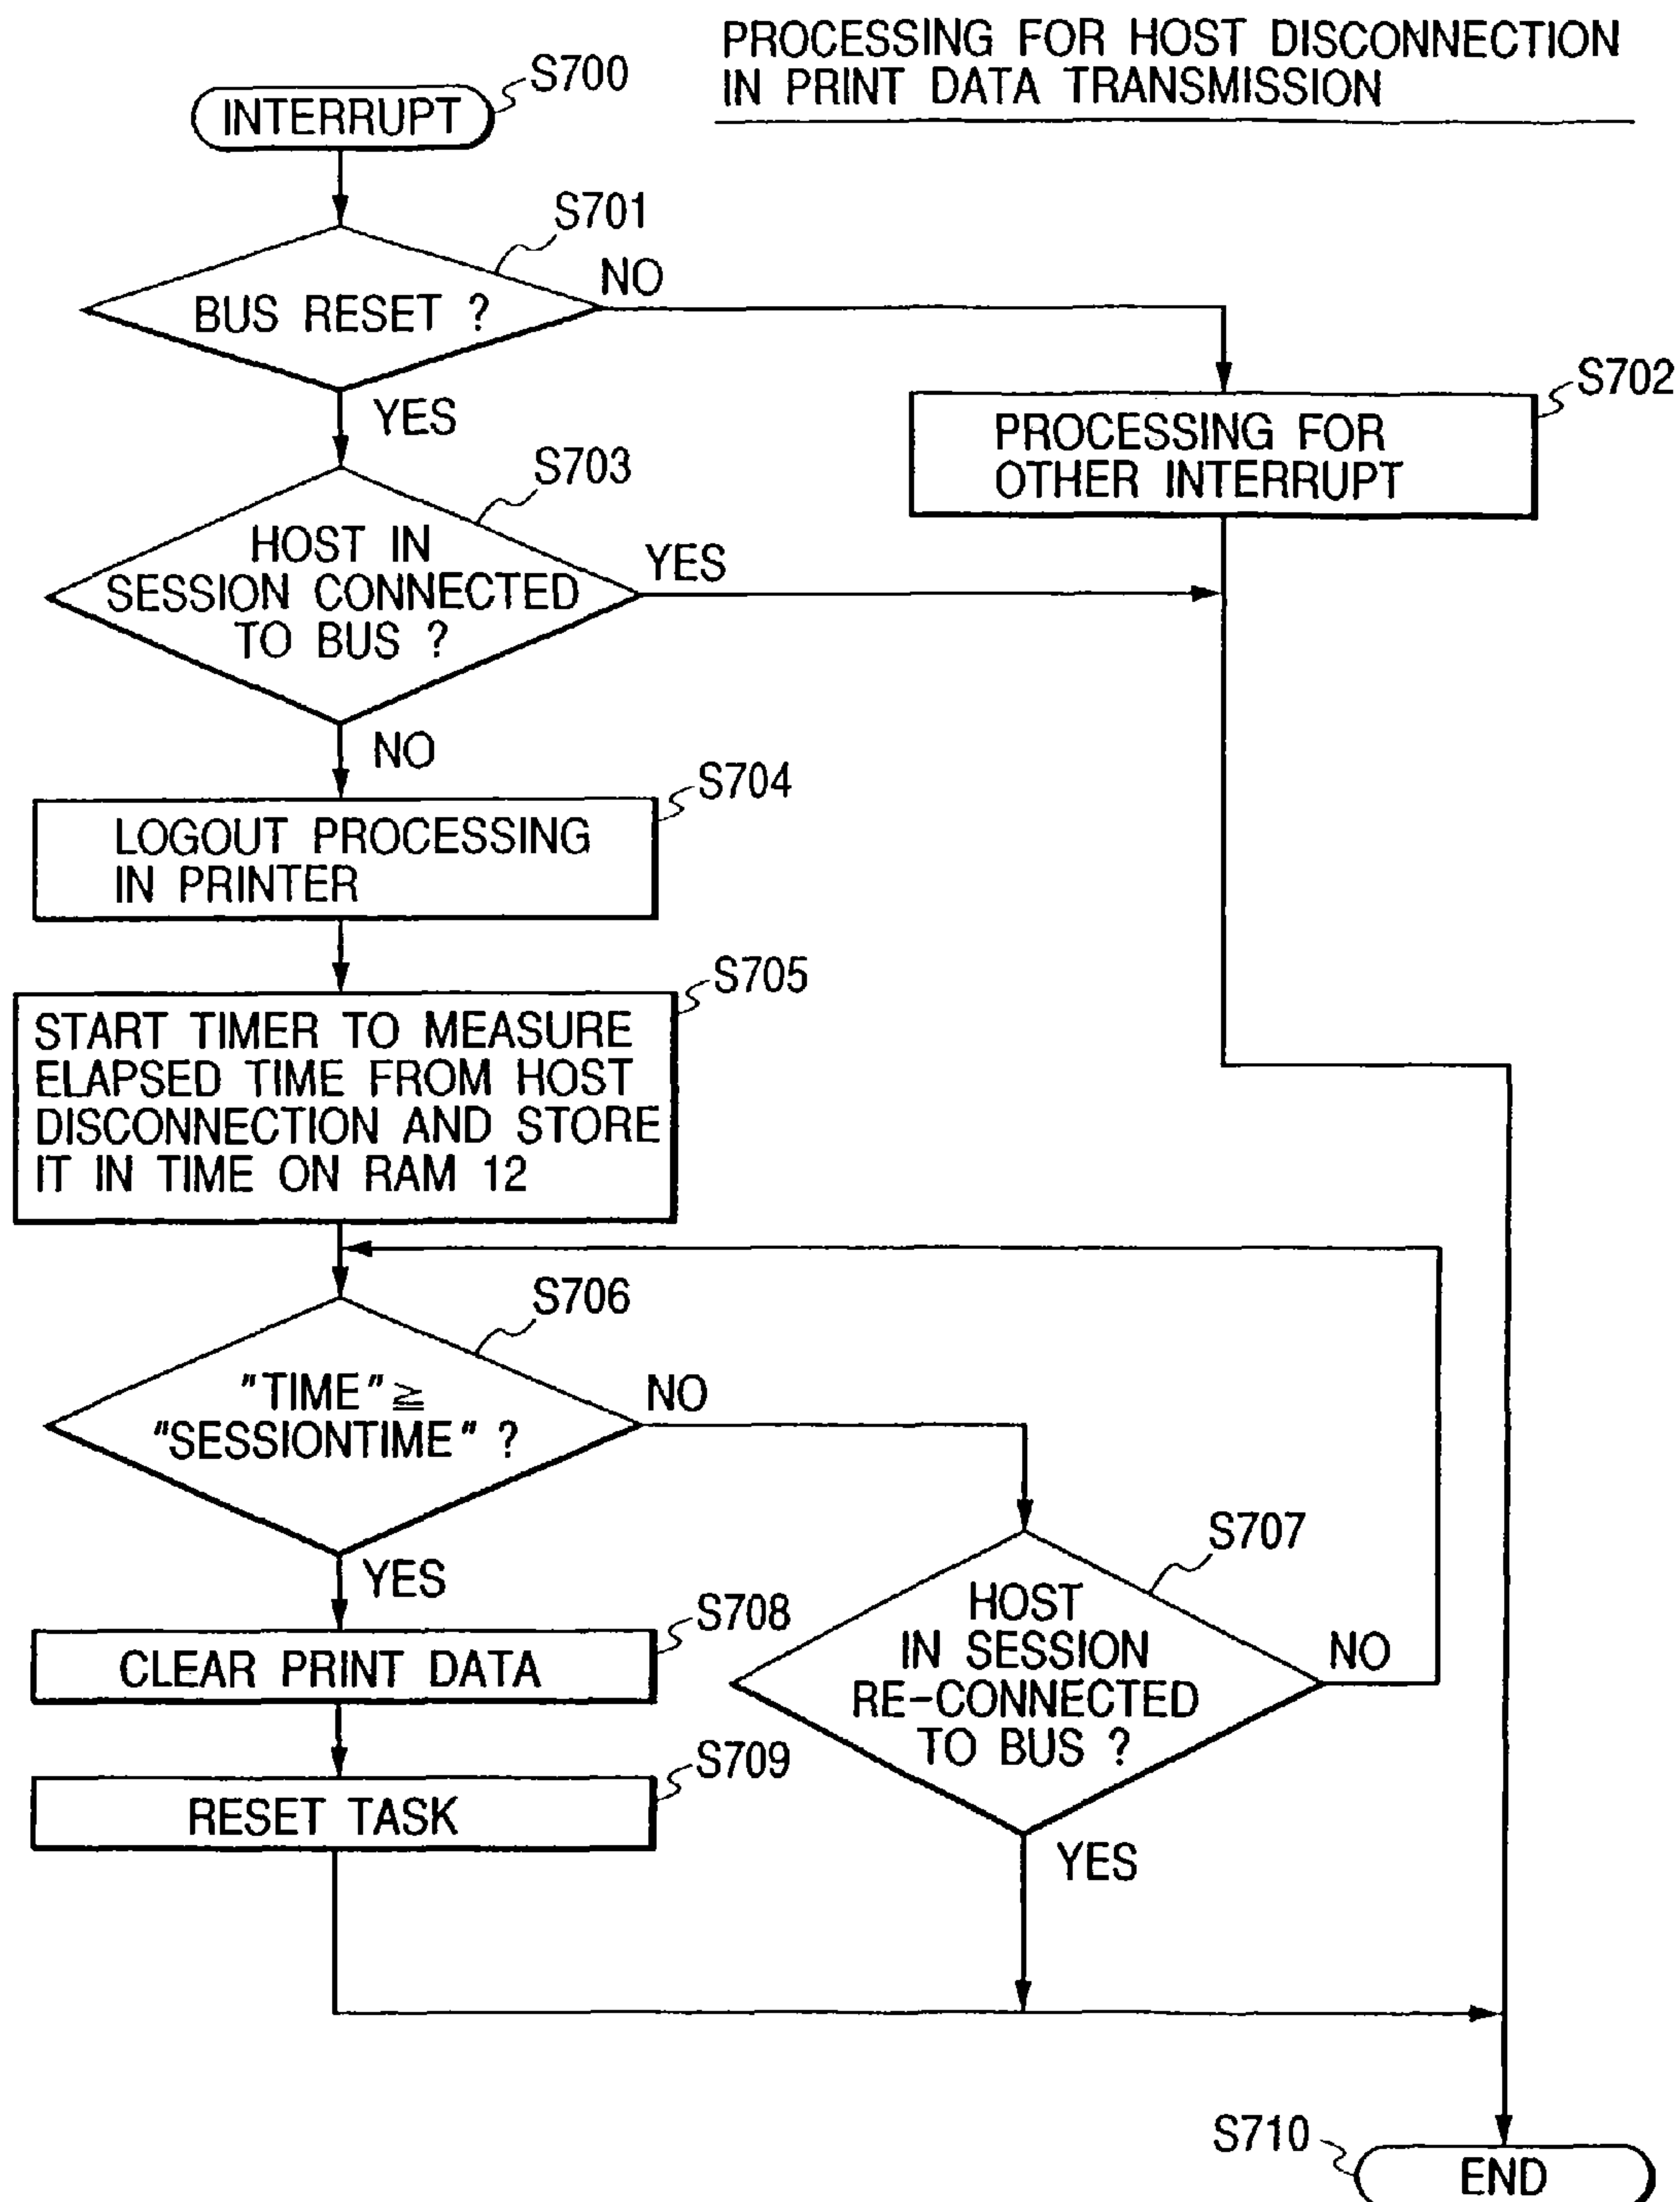 PROCESSING FOR HOST DISCONNECTION
IN PRINT DATA TRANSMISSION
S700
INTERRUPT
S701
BUS RESET ?
NO
YES
S702
PROCESSING FOR
OTHER INTERRUPT
S703
HOST IN
SESSION CONNECTED
TO BUS ?
YES
NO
S704
LOGOUT PROCESSING
IN PRINTER
S705
START TIMER TO MEASURE
ELAPSED TIME FROM HOST
DISCONNECTION AND STORE
IT IN TIME ON RAM 12
S706
"TIME" ≧
"SESSIONTIME" ?
NO
YES
S707
HOST
IN SESSION
RE-CONNECTED
TO BUS ?
NO
YES
S708
CLEAR PRINT DATA
S709
RESET TASK
S710
END